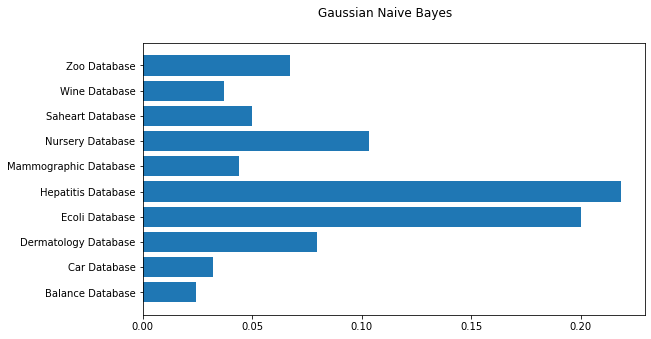 Gaussian Naive Bayes
Zoo Database
Wine Database
Saheart Database
Nursery Database
Mammographic Database
Hepatitis Database
Ecoli Database
Dermatology Database
Car Database
Balance Database
0.00 0.05 0.10 0.15 0.20